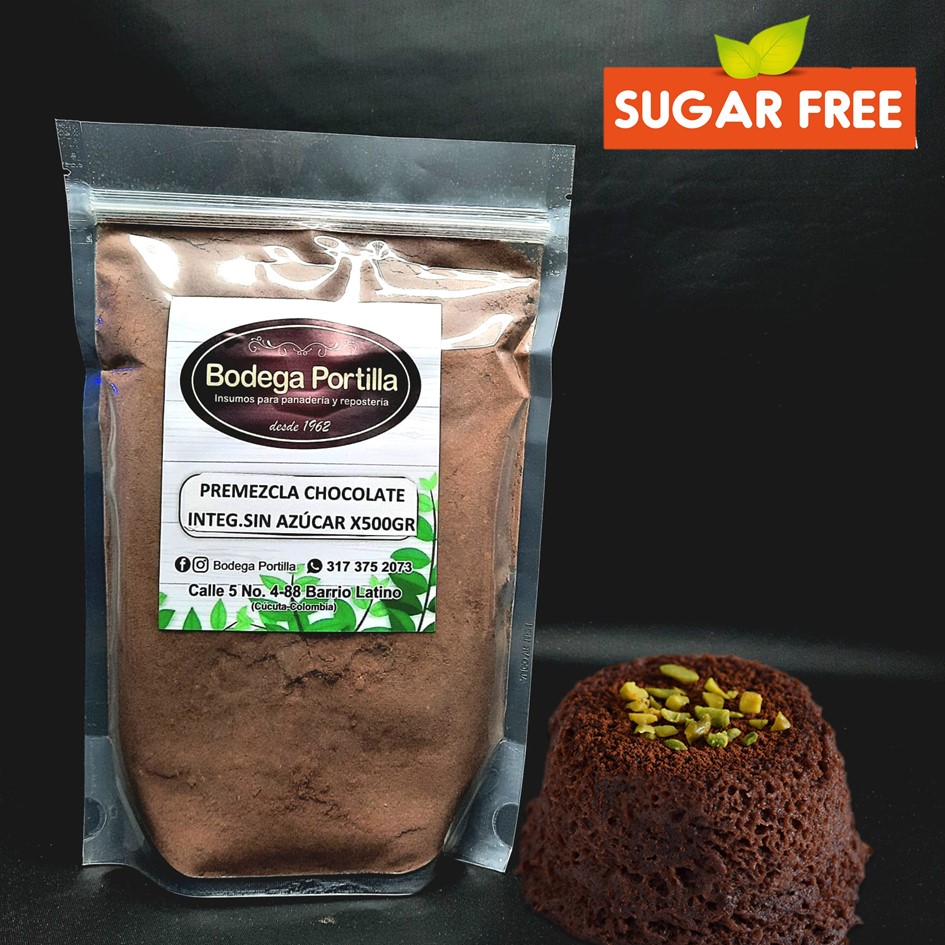 SUGAR FREE
Bodega Portilla
Insumos para panadería y repostería
desde 1962
PREMEZCLA CHOCOLATE
INTEG.SIN AZÚCAR X500GR
Bodega Portilla 317 375 2073
Calle 5 No. 4-88 Barrio Latino
(Cucuta-Colombia)